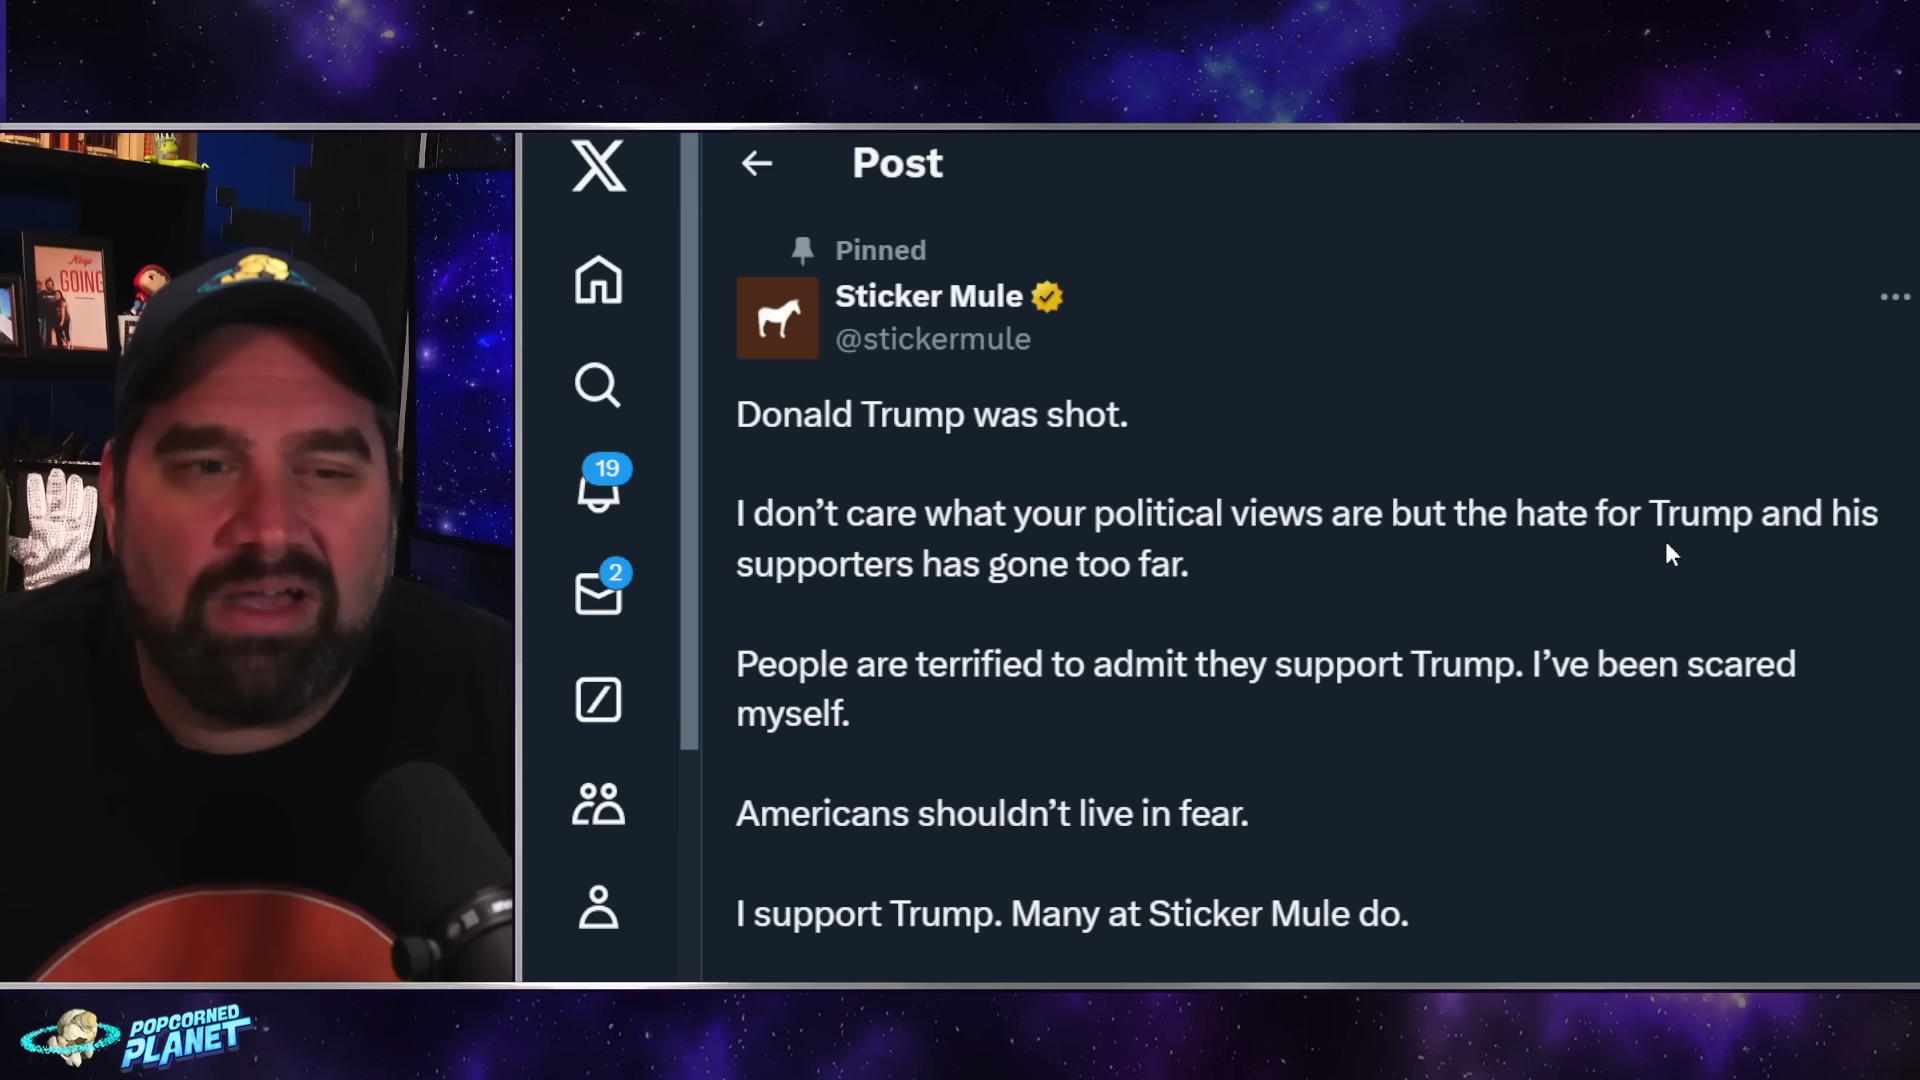 Post
Pinned
Sticker Mule
@stickermule
Donald Trump was shot.
I don’t care what your political views are but the hate for Trump and his
supporters has gone too far.
People are terrified to admit they support Trump. I’ve been scared
myself.
Americans shouldn’t live in fear.
I support Trump. Many at Sticker Mule do.
19
2
GOING
POPCORNED
PLANET